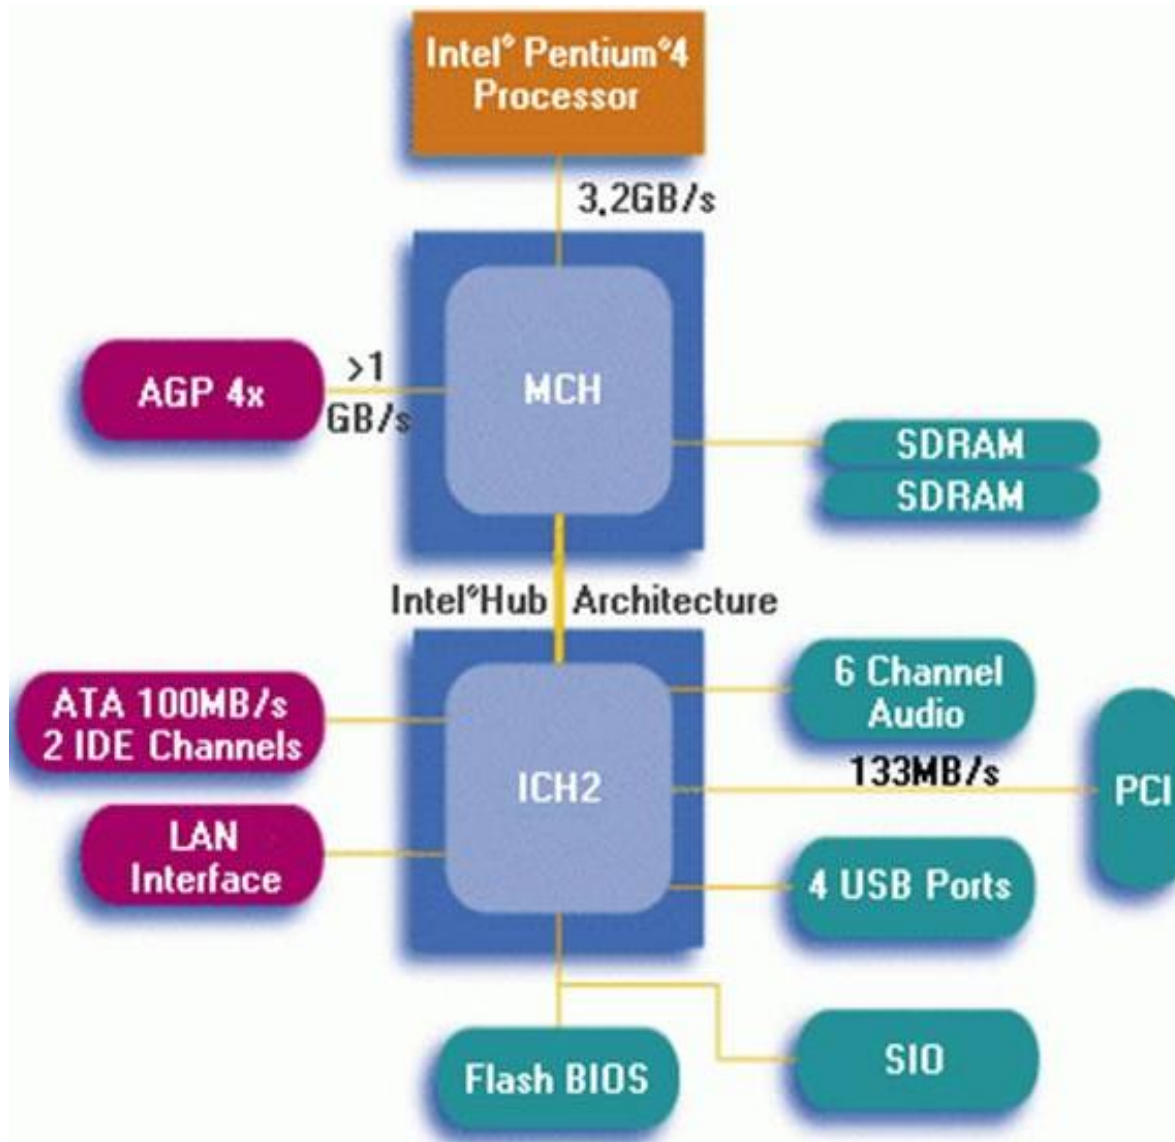 Intel® Pentium®4
Processor
3.2GB/s
MCH
AGP 4x
>1
GB/s
SDRAM
SDRAM
Intel®Hub Architecture
ATA 100MB/s
2 IDE Channels
LAN
Interface
ICH2
6 Channel
Audio
133MB/s
PCI
4 USB Ports
Flash BIOS
SIO